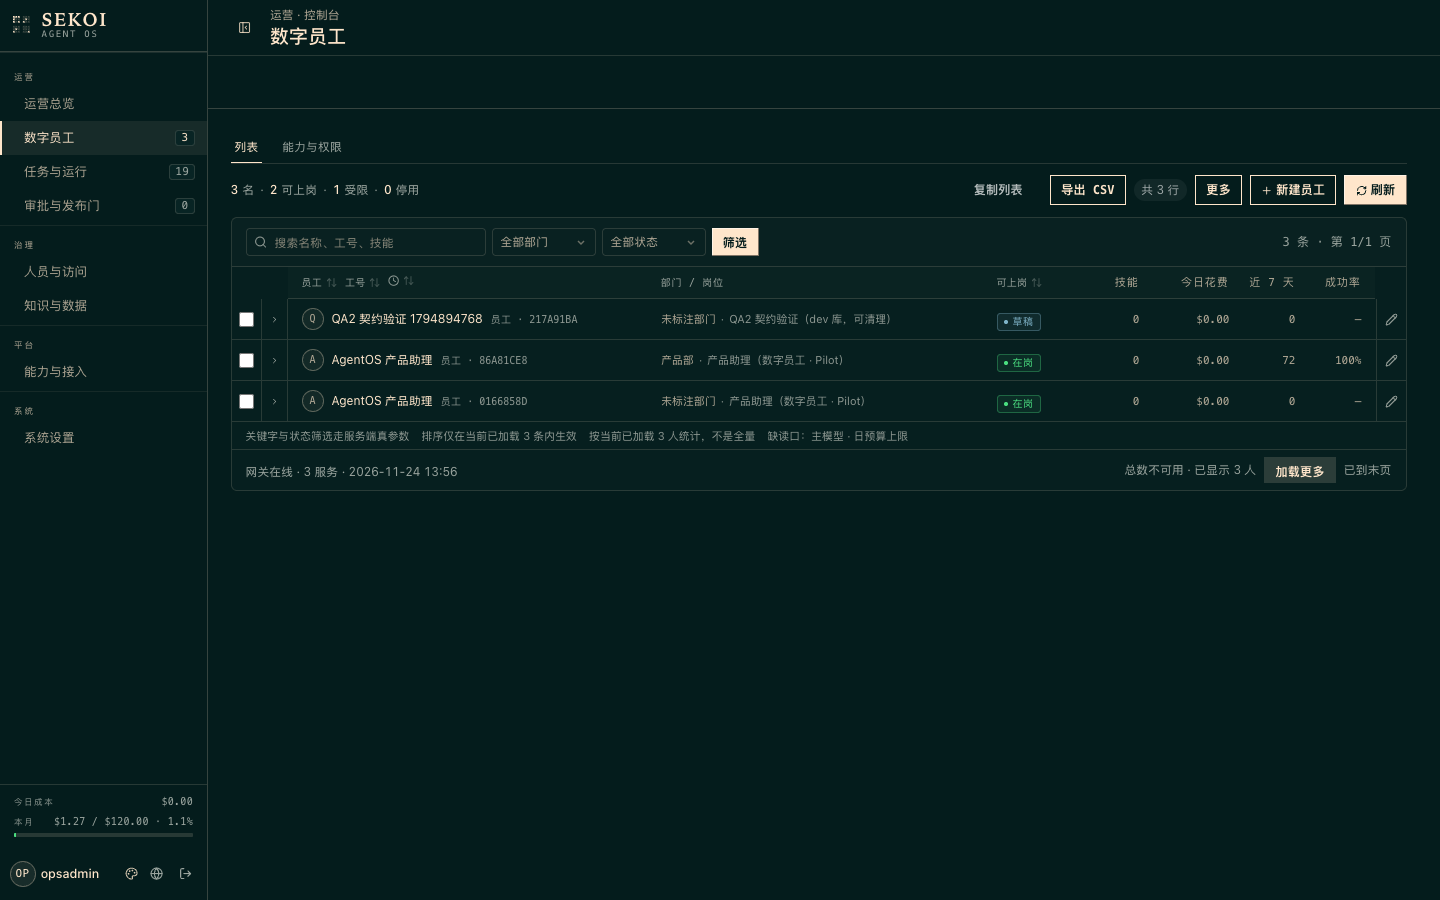 SEKOI
AGENT OS
运营
运营总览
数字员工 3
任务与运行 19
审批与发布门 0
治理
人员与访问
知识与数据
平台
能力与接入
系统
系统设置
今日成本 $0.00
本月 $1.27 / $120.00 · 1.1%
OP opsadmin
运营 · 控制台
数字员工
列表 能力与权限
3 名 · 2 可上岗 · 1 受限 · 0 停用
复制列表 导出 CSV 共 3 行 更多 + 新建员工 刷新
搜索名称、工号、技能 全部部门 全部状态 筛选 3 条 · 第 1/1 页
员工 工号 部门 / 岗位 可上岗 技能 今日花费 近 7 天 成功率
Q QA2 契约验证 1794894768 员工 · 217A91BA 未标注部门 · QA2 契约验证（dev 库，可清理） 草稿 0 $0.00 0 —
A AgentOS 产品助理 员工 · 86A81CE8 产品部 · 产品助理（数字员工 · Pilot） 在岗 0 $0.00 72 100%
A AgentOS 产品助理 员工 · 0166858D 未标注部门 · 产品助理（数字员工 · Pilot） 在岗 0 $0.00 0 —
关键字与状态筛选走服务端真参数 排序仅在当前已加载 3 条内生效 按当前已加载 3 人统计，不是全量 缺读口：主模型 · 日预算上限
网关在线 · 3 服务 · 2026-11-24 13:56 总数不可用 · 已显示 3 人 加载更多 已到末页